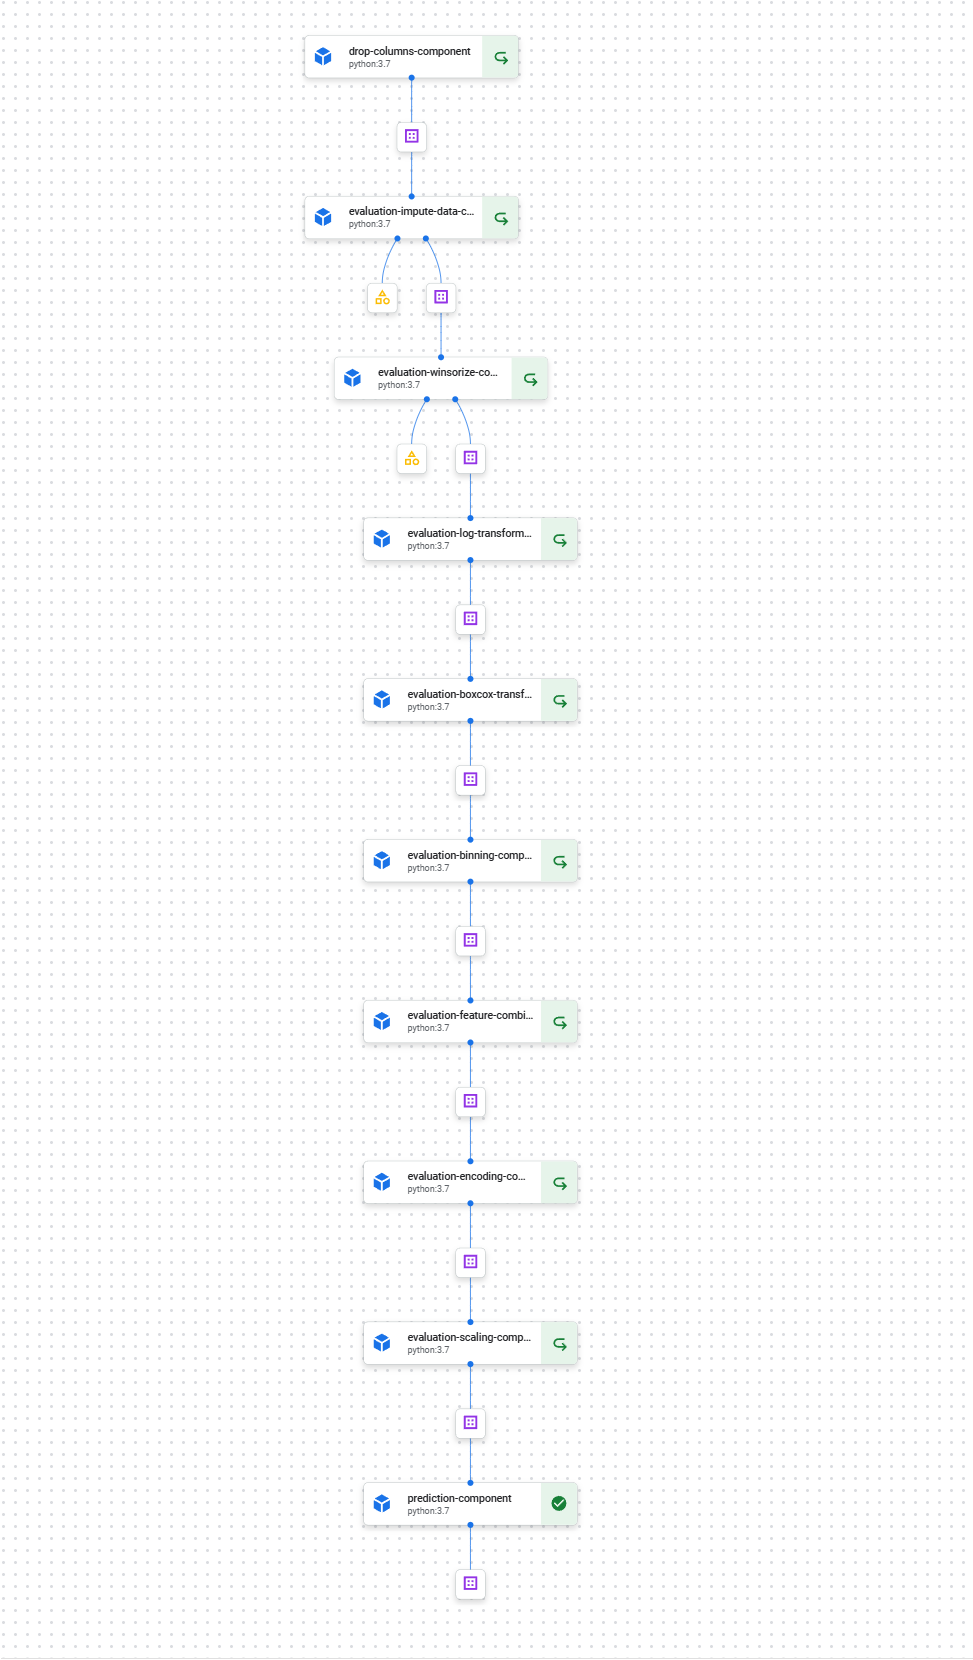 drop-columns-component
python:3.7
evaluation-impute-data-c...
python:3.7
evaluation-winsorize-co...
python:3.7
evaluation-log-transform...
python:3.7
evaluation-boxcox-transf...
python:3.7
evaluation-binning-comp...
python:3.7
evaluation-feature-combi...
python:3.7
evaluation-encoding-co...
python:3.7
evaluation-scaling-comp...
python:3.7
prediction-component
python:3.7